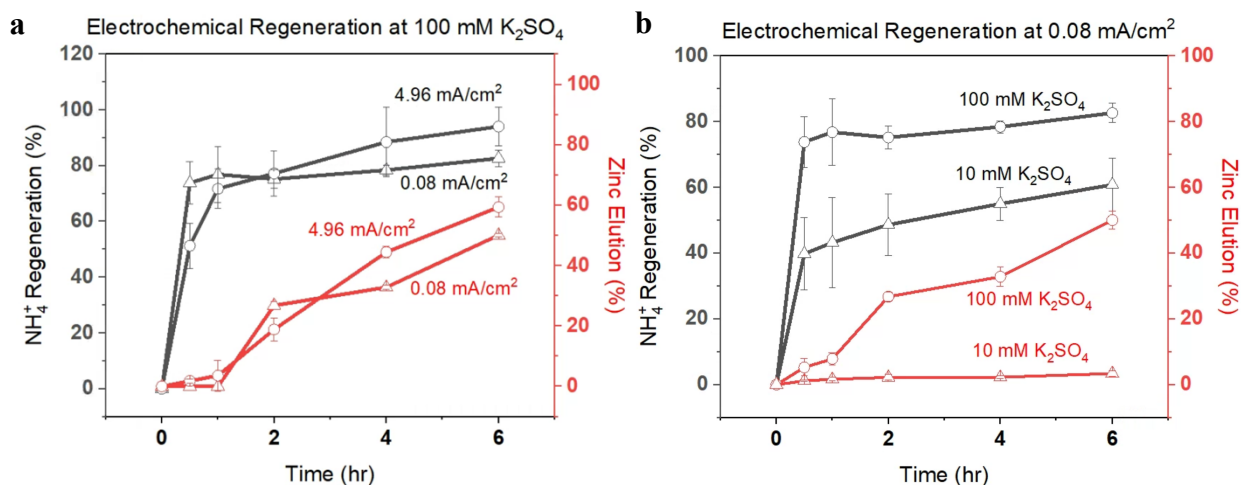 a
Electrochemical Regeneration at 100 mM K₂SO₄
NH₄⁺ Regeneration (%)
120
100
80
60
40
20
0
4.96 mA/cm²
0.08 mA/cm²
4.96 mA/cm²
0.08 mA/cm²
100
80
60
40
20
0
Zinc Elution (%)
0
2
4
6
Time (hr)
b
Electrochemical Regeneration at 0.08 mA/cm²
NH₄⁺ Regeneration (%)
100
80
60
40
20
0
100 mM K₂SO₄
10 mM K₂SO₄
100 mM K₂SO₄
10 mM K₂SO₄
100
80
60
40
20
0
Zinc Elution (%)
0
2
4
6
Time (hr)